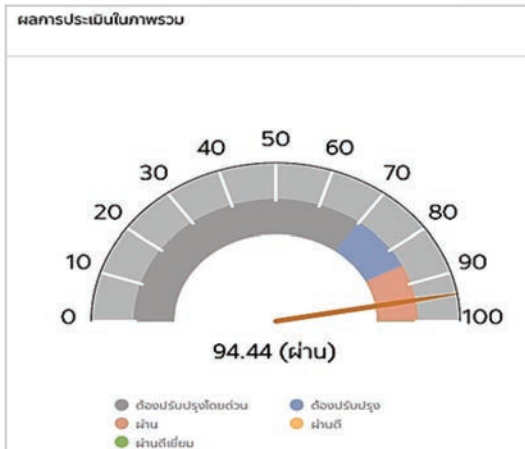 ผลการประเมินในภาพรวม
50
40
60
30
70
20
80
10
90
0
100
94.44 (ผ่าน)
ต้องปรับปรุงโดยด่วน
ต้องปรับปรุง
ผ่าน
ผ่านดี
ผ่านดีเยี่ยม